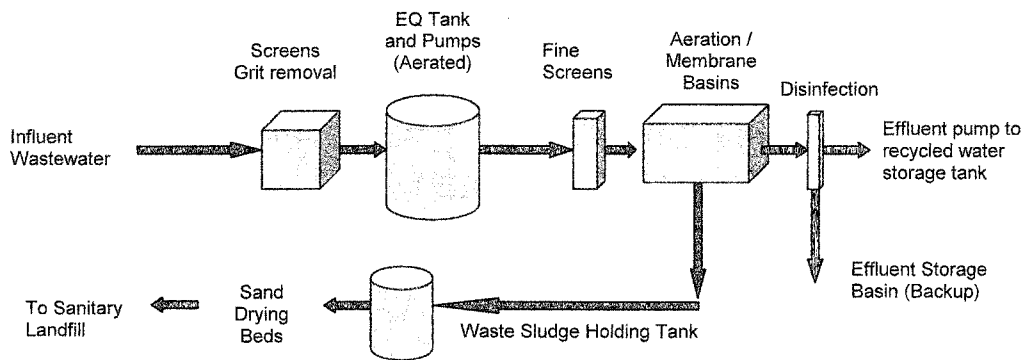 EQ Tank
and Pumps
(Aerated)
Screens
Grit removal
Fine
Screens
Aeration /
Membrane
Basins
Disinfection
Influent
Wastewater
Effluent pump to
recycled water
storage tank
Effluent Storage
Basin (Backup)
To Sanitary
Landfill
Sand
Drying
Beds
Waste Sludge Holding Tank